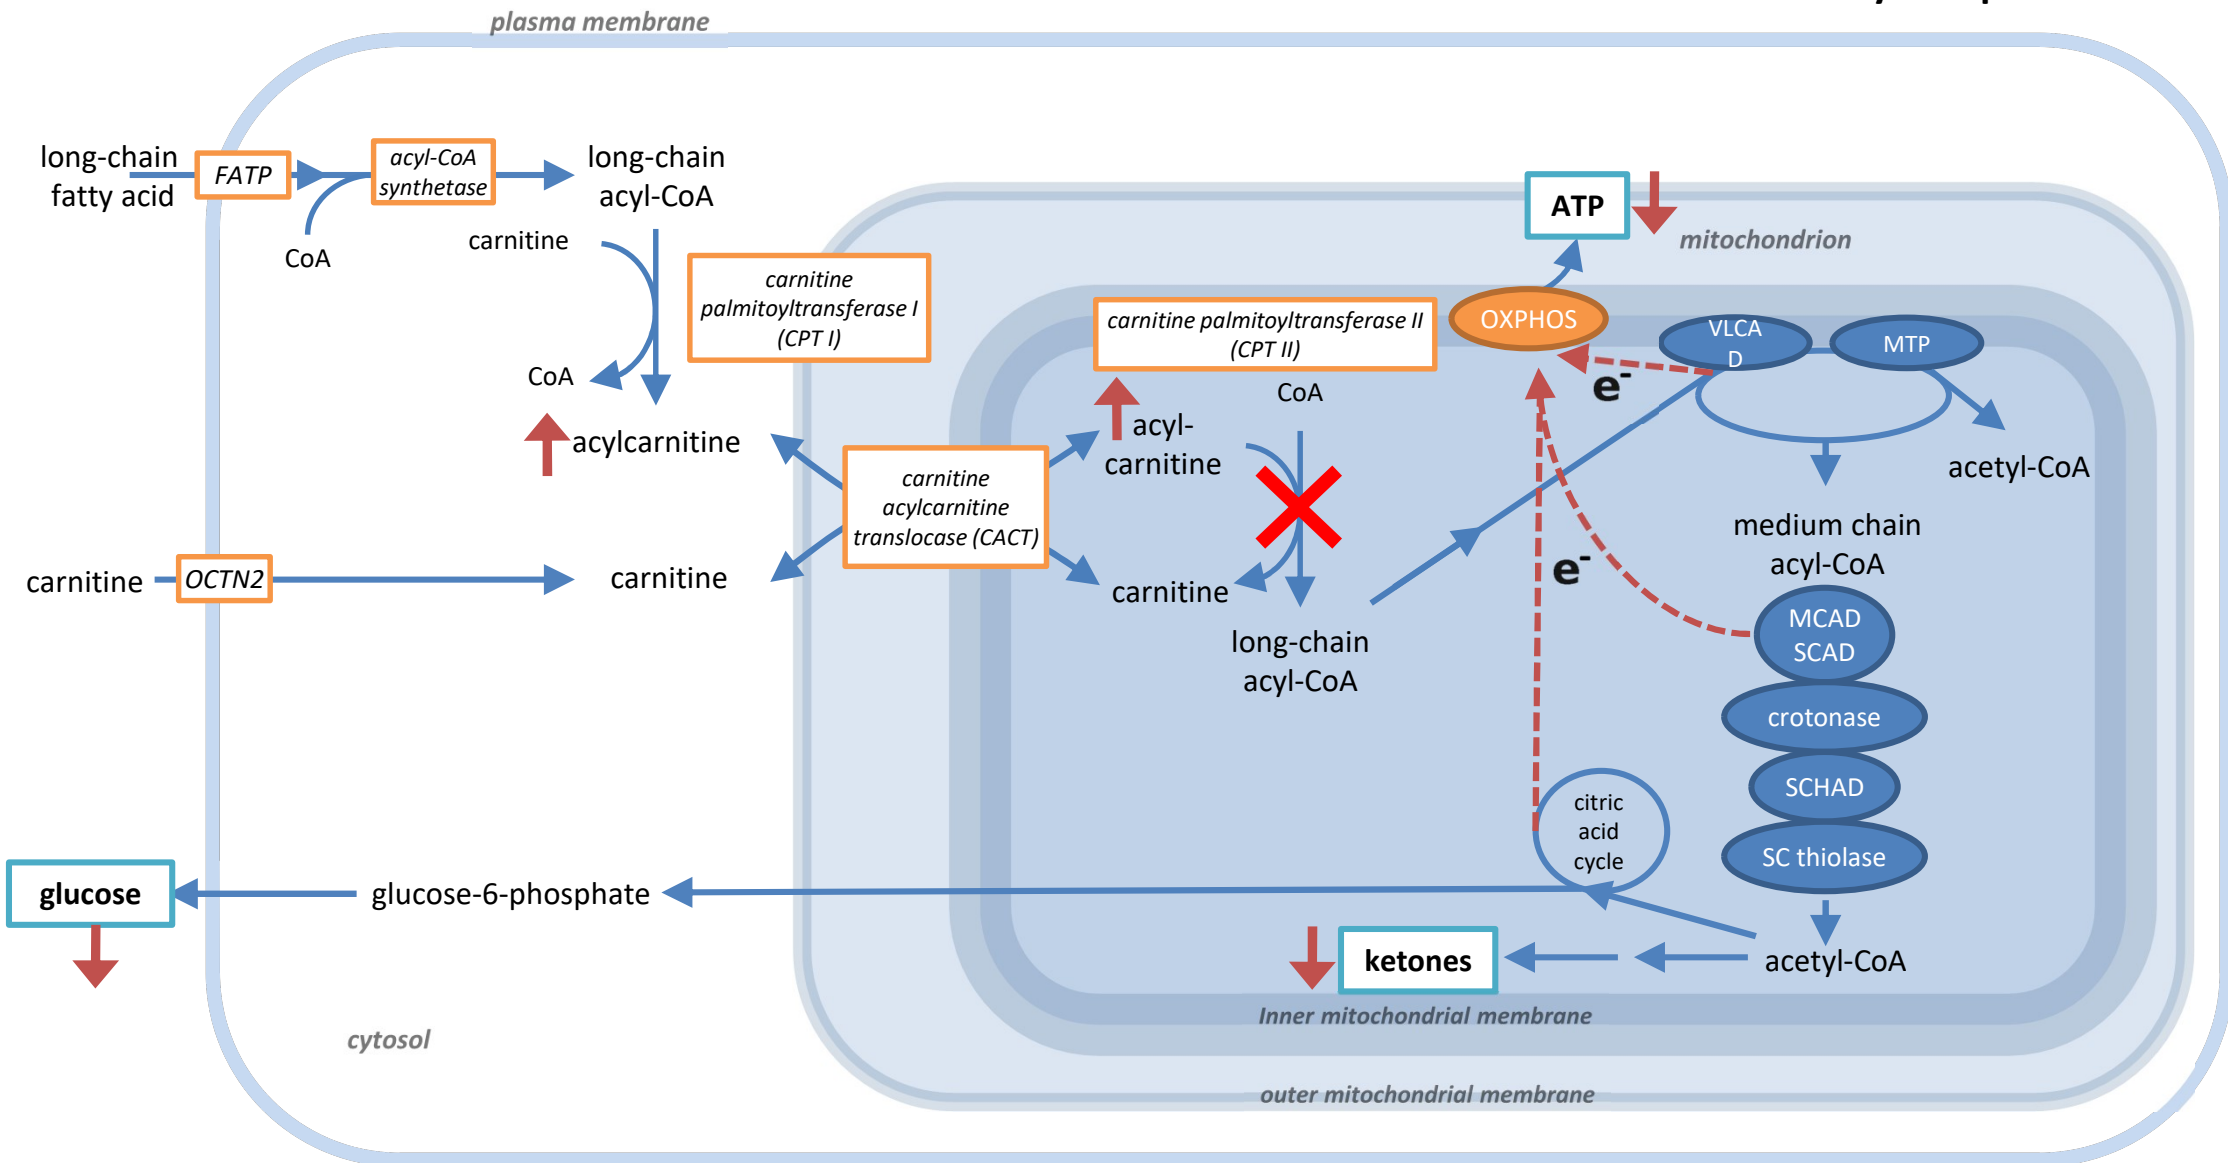 plasma membrane
long-chain
fatty acid
FATP
acyl-CoA
synthetase
long-chain
acyl-CoA
CoA
carnitine
carnitine
palmitoyltransferase I
(CPT I)
CoA
acylcarnitine
carnitine
OCTN2
carnitine
carnitine
acylcarnitine
translocase (CACT)
ATP
mitochondrion
carnitine palmitoyltransferase II
(CPT II)
OXPHOS
VLCA
D
MTP
e-
CoA
acyl-
carnitine
carnitine
long-chain
acyl-CoA
acetyl-CoA
medium chain
acyl-CoA
e-
MCAD
SCAD
crotonase
SCHAD
SC thiolase
citric
acid
cycle
acetyl-CoA
ketones
glucose-6-phosphate
glucose
Inner mitochondrial membrane
cytosol
outer mitochondrial membrane